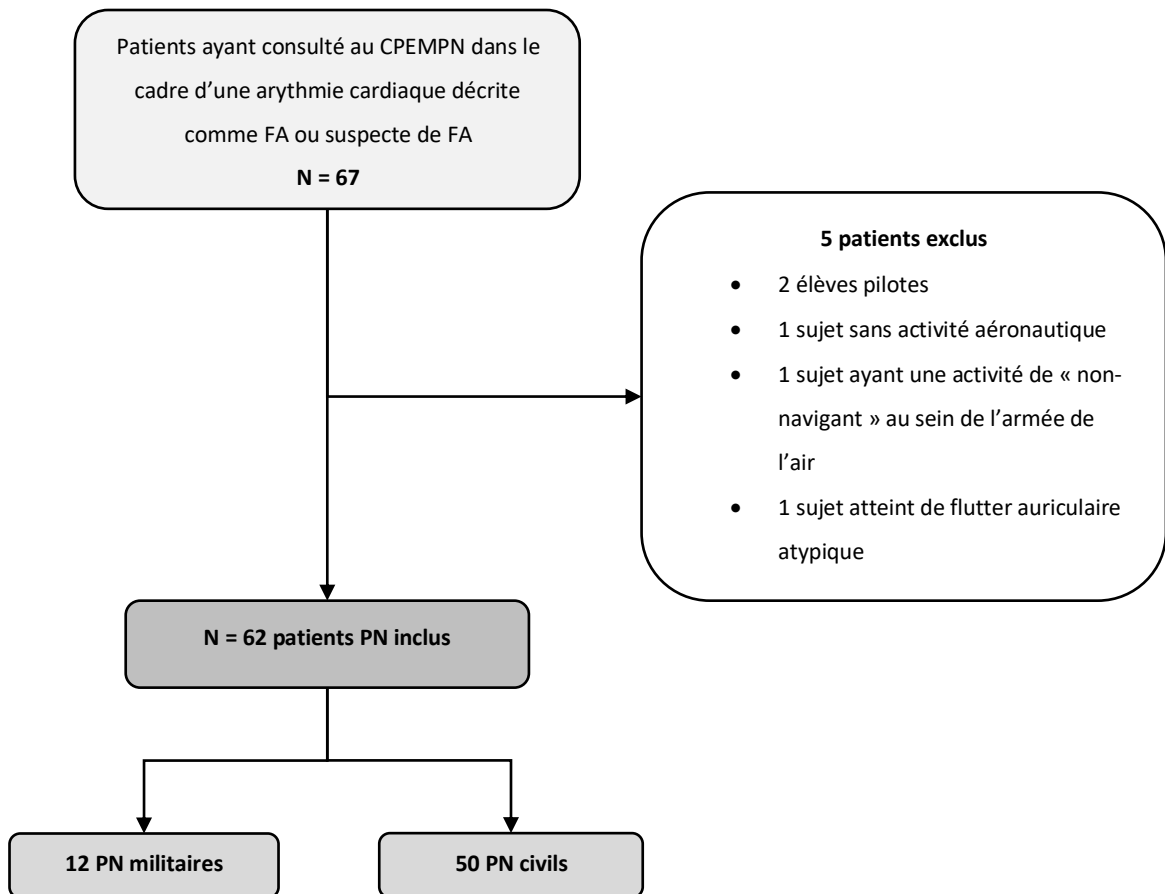 Patients ayant consulté au CPEMPN dans le
cadre d’une arythmie cardiaque décrite
comme FA ou suspecte de FA
N = 67
5 patients exclus
• 2 élèves pilotes
• 1 sujet sans activité aéronautique
• 1 sujet ayant une activité de « non-
navigant » au sein de l’armée de
l’air
• 1 sujet atteint de flutter auriculaire
atypique
N = 62 patients PN inclus
12 PN militaires
50 PN civils